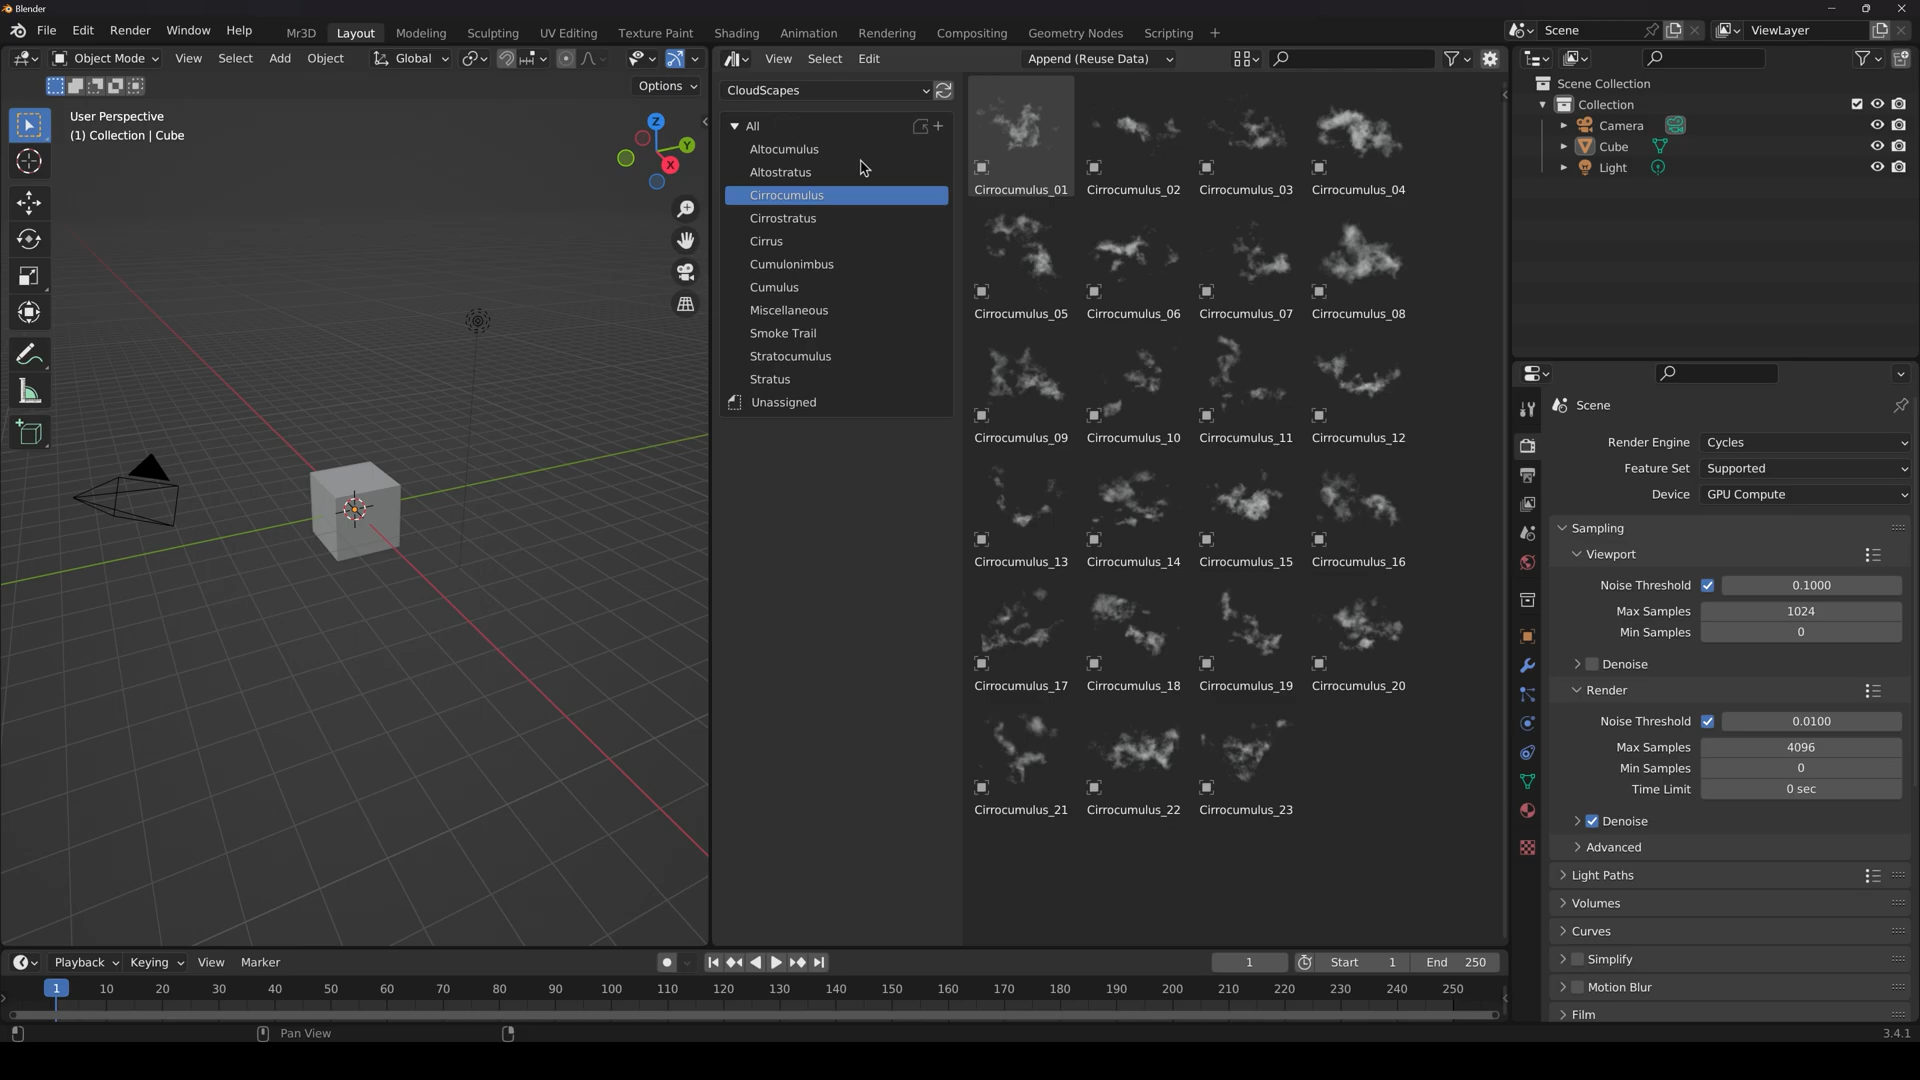 Blender
File Edit Render Window Help Mr3D Layout Modeling Sculpting UV Editing Texture Paint Shading Animation Rendering Compositing Geometry Nodes Scripting + Scene ViewLayer
Object Mode View Select Add Object Global View Select Edit Append (Reuse Data)
Options
User Perspective
(1) Collection | Cube
Z
Y
X
CloudScapes
All
Altocumulus
Altostratus
Cirrocumulus
Cirrostratus
Cirrus
Cumulonimbus
Cumulus
Miscellaneous
Smoke Trail
Stratocumulus
Stratus
Unassigned
Cirrocumulus_01 Cirrocumulus_02 Cirrocumulus_03 Cirrocumulus_04
Cirrocumulus_05 Cirrocumulus_06 Cirrocumulus_07 Cirrocumulus_08
Cirrocumulus_09 Cirrocumulus_10 Cirrocumulus_11 Cirrocumulus_12
Cirrocumulus_13 Cirrocumulus_14 Cirrocumulus_15 Cirrocumulus_16
Cirrocumulus_17 Cirrocumulus_18 Cirrocumulus_19 Cirrocumulus_20
Cirrocumulus_21 Cirrocumulus_22 Cirrocumulus_23
Scene Collection
Collection
Camera
Cube
Light
Scene
Render Engine Cycles
Feature Set Supported
Device GPU Compute
Sampling
Viewport
Noise Threshold 0.1000
Max Samples 1024
Min Samples 0
Denoise
Render
Noise Threshold 0.0100
Max Samples 4096
Min Samples 0
Time Limit 0 sec
Denoise
Advanced
Light Paths
Volumes
Curves
Simplify
Motion Blur
Film
Playback Keying View Marker 1 Start 1 End 250
1 10 20 30 40 50 60 70 80 90 100 110 120 130 140 150 160 170 180 190 200 210 220 230 240 250
Pan View 3.4.1